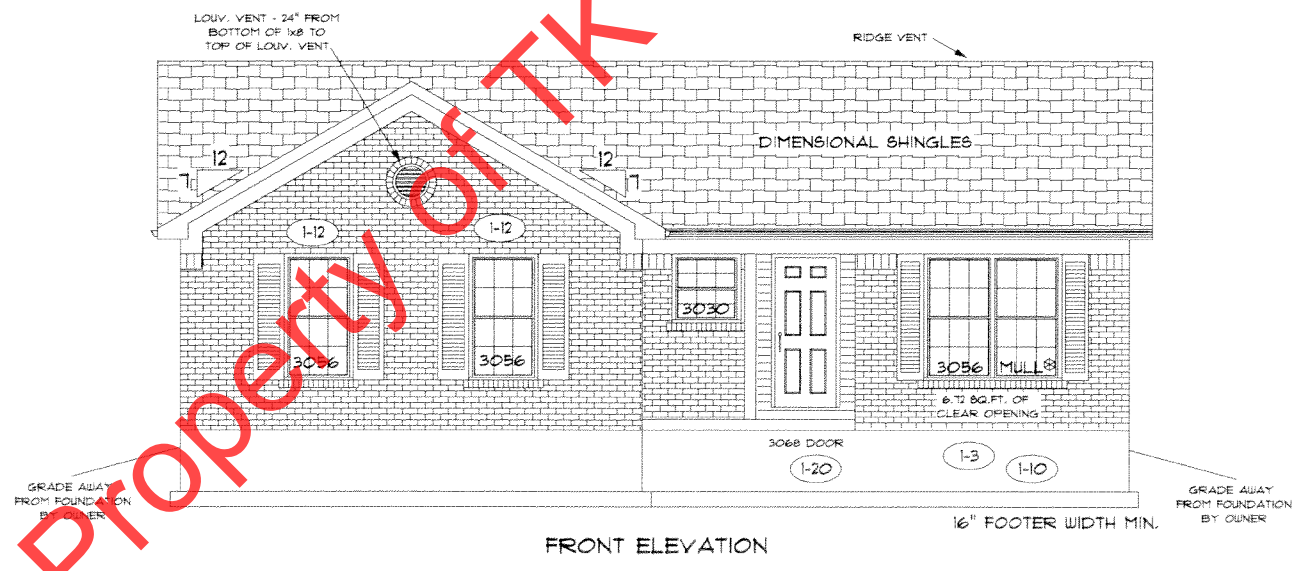 LOUV. VENT - 24" FROM
BOTTOM OF 1x8 TO
TOP OF LOUV. VENT
RIDGE VENT
DIMENSIONAL SHINGLES
12
7
12
7
1-12
1-12
3030
3056
3056
3056 MULL
6.72 SQ.FT. OF
CLEAR OPENING
3068 DOOR
1-20
1-3
1-10
GRADE AWAY
FROM FOUNDATION
BY OWNER
GRADE AWAY
FROM FOUNDATION
BY OWNER
16" FOOTER WIDTH MIN.
FRONT ELEVATION
Property of TK